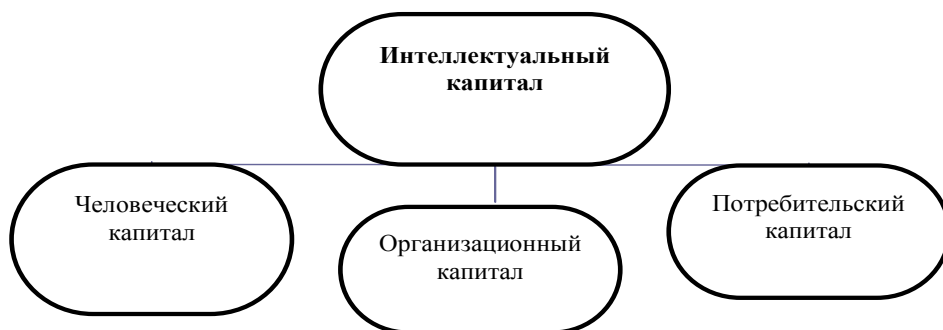 Интеллектуальный
капитал
Человеческий
капитал
Организационный
капитал
Потребительский
капитал